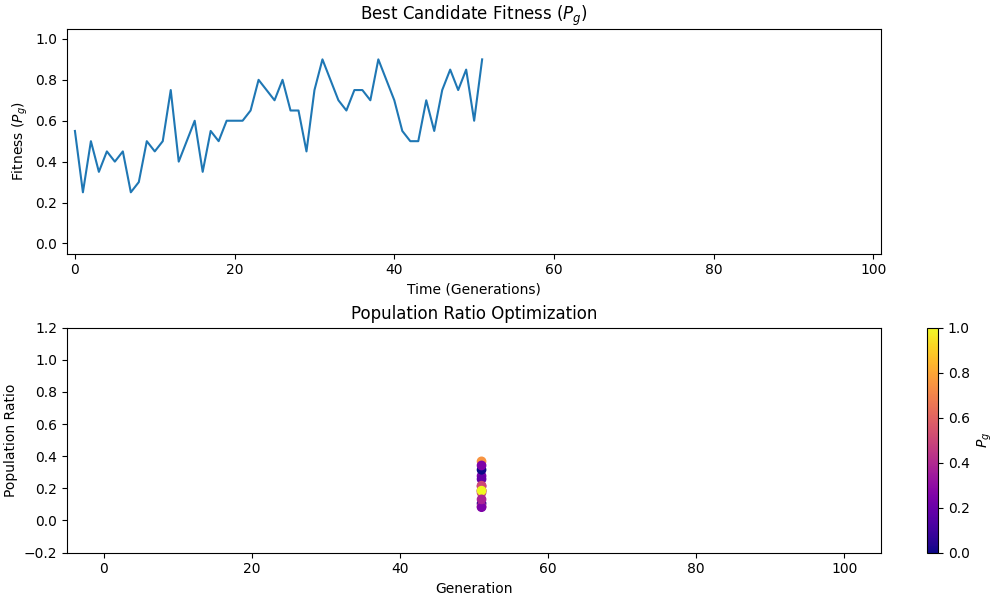 Best Candidate Fitness (P_g)
1.0
0.8
0.6
0.4
0.2
0.0
Fitness (P_g)
0 20 40 60 80 100
Time (Generations)
Population Ratio Optimization
1.2
1.0
0.8
0.6
0.4
0.2
0.0
−0.2
Population Ratio
0 20 40 60 80 100
Generation
1.0
0.8
0.6
0.4
0.2
0.0
P_g